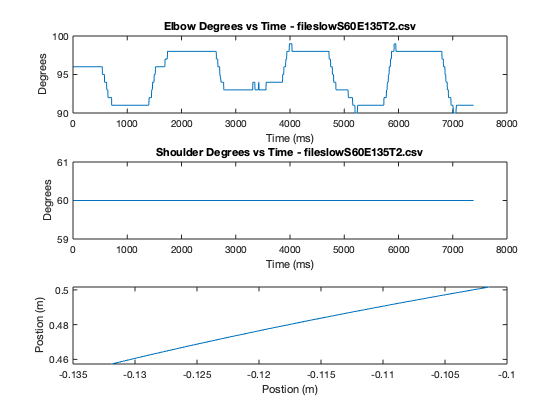 Elbow Degrees vs Time - fileslowS60E135T2.csv
100
95
90
Degrees
0 1000 2000 3000 4000 5000 6000 7000 8000
Time (ms)
Shoulder Degrees vs Time - fileslowS60E135T2.csv
61
60
59
Degrees
0 1000 2000 3000 4000 5000 6000 7000 8000
Time (ms)
0.5
0.48
0.46
Postion (m)
-0.135 -0.13 -0.125 -0.12 -0.115 -0.11 -0.105 -0.1
Postion (m)